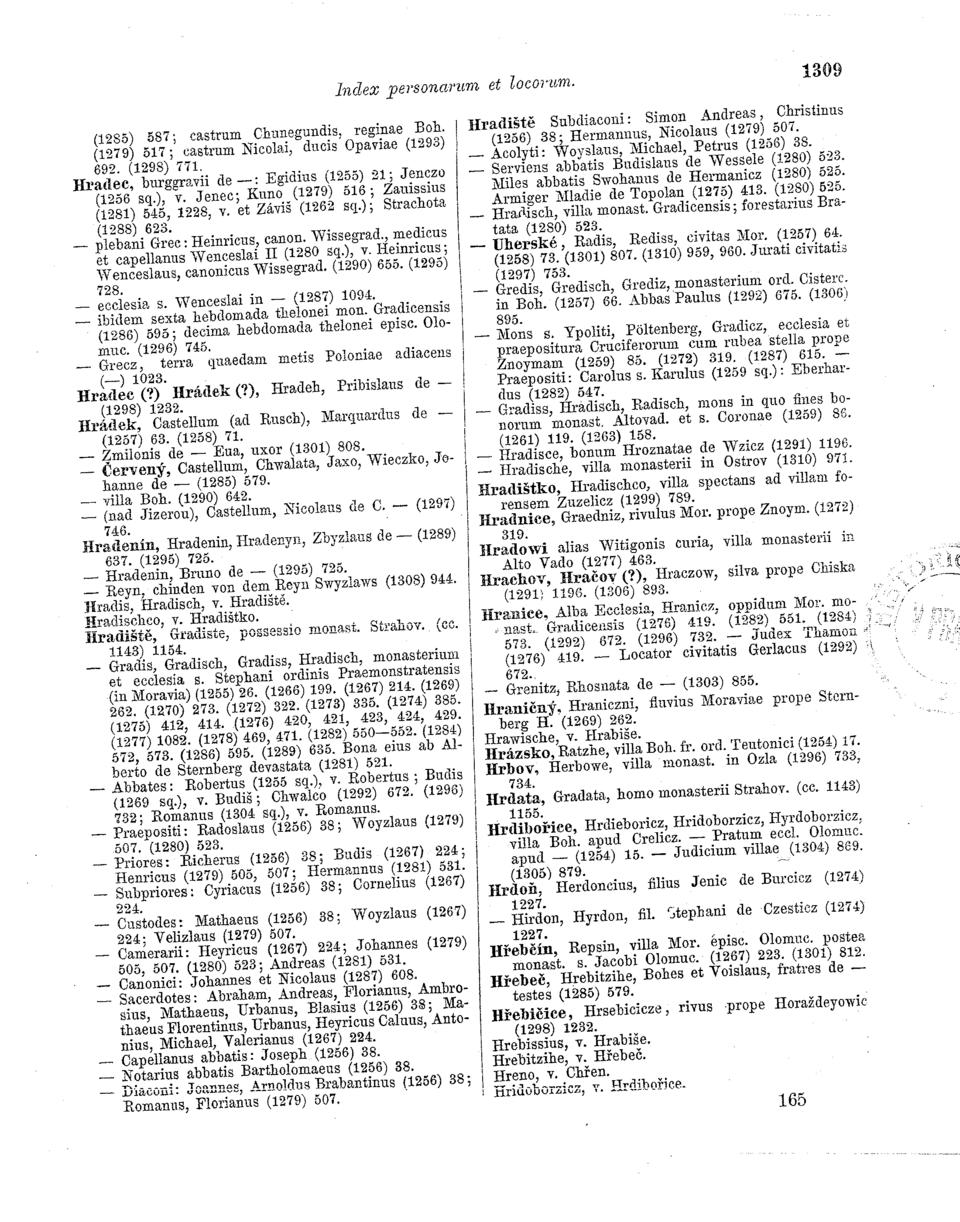 Index personarum et locorum.
1309
(1285) 587; castrum Chunegundis, reginae Boh.
(1279) 517; castrum Nicolai, ducis Opaviae (1293)
692. (1298) 771.
Hradec, burggravii de —: Egidius (1255) 21; Jenczo
(1256 sq.), v. Jenec; Kuno (1279) 516; Zauissius
(1281) 545, 1228, v. et Záviš (1262 sq.); Strachota
(1288) 623.
— plebani Grec: Heinricus, canon. Wissegrad., medicus
et capellanus Wenceslai II (1280 sq.), v. Heinricus;
Wenceslaus, canonicus Wissegrad. (1290) 655. (1295)
728.
— ecclesia s. Wenceslai in — (1287) 1094.
— ibidem sexta hebdomada thelonei mon. Gradicensis
(1286) 595; decima hebdomada thelonei episc. Olo-
muc. (1296) 745.
— Grecz, terra quaedam metis Poloniae adiacens
(—) 1023.
Hradec (?) Hrádek (?), Hradeh, Pribislaus de —
(1298) 1232.
Hrádek, Castellum (ad Rusch), Marquardus de —
(1257) 63. (1258) 71.
— Zmilonis de — Eua, uxor (1301) 808.
— Červený, Castellum, Chwalata, Jaxo, Wieczko, Jo-
hanne de — (1285) 579.
— villa Boh. (1290) 642.
— (nad Jizerou), Castellum, Nicolaus de C. — (1297)
746.
Hradenín, Hradenin, Hradenyn, Zbyzlaus de — (1289)
637. (1295) 725.
— Hradenin, Bruno de — (1295) 725.
— Reyn, chinden von dem Reyn Swyzlaws (1308) 944.
Hradis, Hradisch, v. Hradiště.
Hradischco, v. Hradištko.
Hradiště, Gradiste, possessio monast. Strahov. (cc.
1143) 1154.
— Gradis, Gradisch, Gradiss, Hradisch, monasterium
et ecclesia s. Stephani ordinis Praemonstratensis
(in Moravia) (1255) 26. (1266) 199. (1267) 214. (1269)
262. (1270) 273. (1272) 322. (1273) 335. (1274) 385.
(1275) 412, 414. (1276) 420, 421, 423, 424, 429.
(1277) 1082. (1278) 469, 471. (1282) 550—552. (1284)
572, 573. (1286) 595. (1289) 635. Bona eius ab Al-
berto de Sternberg devastata (1281) 521.
— Abbates: Robertus (1255 sq.), v. Robertus; Budis
(1269 sq.), v. Budiš; Chwalco (1292) 672. (1296)
732; Romanus (1304 sq.), v. Romanus.
— Praepositi: Radoslaus (1256) 38; Woyzlaus (1279)
507. (1280) 523.
— Priores: Richerus (1256) 38; Budis (1267) 224;
Henricus (1279) 505, 507; Hermannus (1281) 531.
— Subpriores: Cyriacus (1256) 38; Cornelius (1267)
224.
— Custodes: Mathaeus (1256) 38; Woyzlaus (1267)
224; Velizlaus (1279) 507.
— Camerarii: Heyricus (1267) 224; Johannes (1279)
505, 507. (1280) 523; Andreas (1281) 531.
— Canonici: Johannes et Nicolaus (1287) 608.
— Sacerdotes: Abraham, Andreas, Florianus, Ambro-
sius, Mathaeus, Urbanus, Blasius (1256) 38; Ma-
thaeus Florentinus, Urbanus, Heyricus Caluus, Anto-
nius, Michael, Valerianus (1267) 224.
— Capellanus abbatis: Joseph (1256) 38.
— Notarius abbatis Bartholomaeus (1256) 38.
— Diaconi: Joannes, Arnoldus Brabantinus (1256) 38;
Romanus, Florianus (1279) 507.
Hradiště Subdiaconi: Simon Andreas, Christinus
(1256) 38; Hermannus, Nicolaus (1279) 507.
— Acolyti: Woyslaus, Michael, Petrus (1256) 38.
— Serviens abbatis Budislaus de Wessele (1280) 523.
Miles abbatis Swohanus de Hermanicz (1280) 525.
Armiger Mladie de Topolan (1275) 413. (1280) 525.
— Hradisch, villa monast. Gradicensis; forestarius Bra-
tata (1280) 523.
— Uherské, Radis, Rediss, civitas Mor. (1257) 64.
(1258) 73. (1301) 807. (1310) 959, 960. Jurati civitatis
(1297) 753.
— Gredis, Gredisch, Grediz, monasterium ord. Cisterc.
in Boh. (1257) 66. Abbas Paulus (1292) 675. (1306)
895.
— Mons s. Ypoliti, Pöltenberg, Gradicz, ecclesia et
praepositura Cruciferorum cum rubea stella prope
Znoymam (1259) 85. (1272) 319. (1287) 615. —
Praepositi: Carolus s. Karulus (1259 sq.): Eberhar-
dus (1282) 547.
— Gradiss, Hradisch, Radisch, mons in quo fines bo-
norum monast. Altovad. et s. Coronae (1259) 86.
(1261) 119. (1263) 158.
— Hradisce, bonum Hroznatae de Wzicz (1291) 1196.
— Hradische, villa monasterii in Ostrov (1310) 971.
Hradištko, Hradischco, villa spectans ad villam fo-
rensem Zuzelicz (1299) 789.
Hradnice, Graedniz, rivulus Mor. prope Znoym. (1272)
319.
Hradowi alias Witigonis curia, villa monasterii in
Alto Vado (1277) 463.
Hrachov, Hračov (?), Hraczow, silva prope Chiska
(1291) 1196. (1306) 893.
Hranice, Alba Ecclesia, Hranicz, oppidum Mor. mo-
nast. Gradicensis (1276) 419. (1282) 551. (1284)
573. (1292) 672. (1296) 732. — Judex Thamon
(1276) 419. — Locator civitatis Gerlacus (1292)
672.
— Grenitz, Rhosnata de — (1303) 855.
Hraničný, Hraniczni, fluvius Moraviae prope Stern-
berg H. (1269) 262.
Hrawische, v. Hrabiše.
Hrázsko, Ratzhe, villa Boh. fr. ord. Teutonici (1254) 17.
Hrbov, Herbowe, villa monast. in Ozla (1296) 733,
734.
Hrdata, Gradata, homo monasterii Strahov. (cc. 1143)
1155.
Hrdibořice, Hrdieboricz, Hridoborzicz, Hyrdoborzicz,
villa Boh. apud Crelicz. — Pratum eccl. Olomuc.
apud — (1254) 15. — Judicium villae (1304) 869.
(1305) 879.
Hrdoň, Herdoncius, filius Jenic de Burcicz (1274)
1227.
— Hirdon, Hyrdon, fil. Stephani de Czesticz (1274)
1227.
Hřebčín, Repsin, villa Mor. épisc. Olomuc. postea
monast. s. Jacobi Olomuc. (1267) 223. (1301) 812.
Hřebeč, Hrebitzihe, Bohes et Voislaus, fratres de —
testes (1285) 579.
Hřebičice, Hrsebicicze, rivus prope Horaždeyowic
(1298) 1232.
Hrebissius, v. Hrabiše.
Hrebitzihe, v. Hřebeč.
Hreno, v. Chřen.
Hridoborzicz, v. Hrdibořice.
165